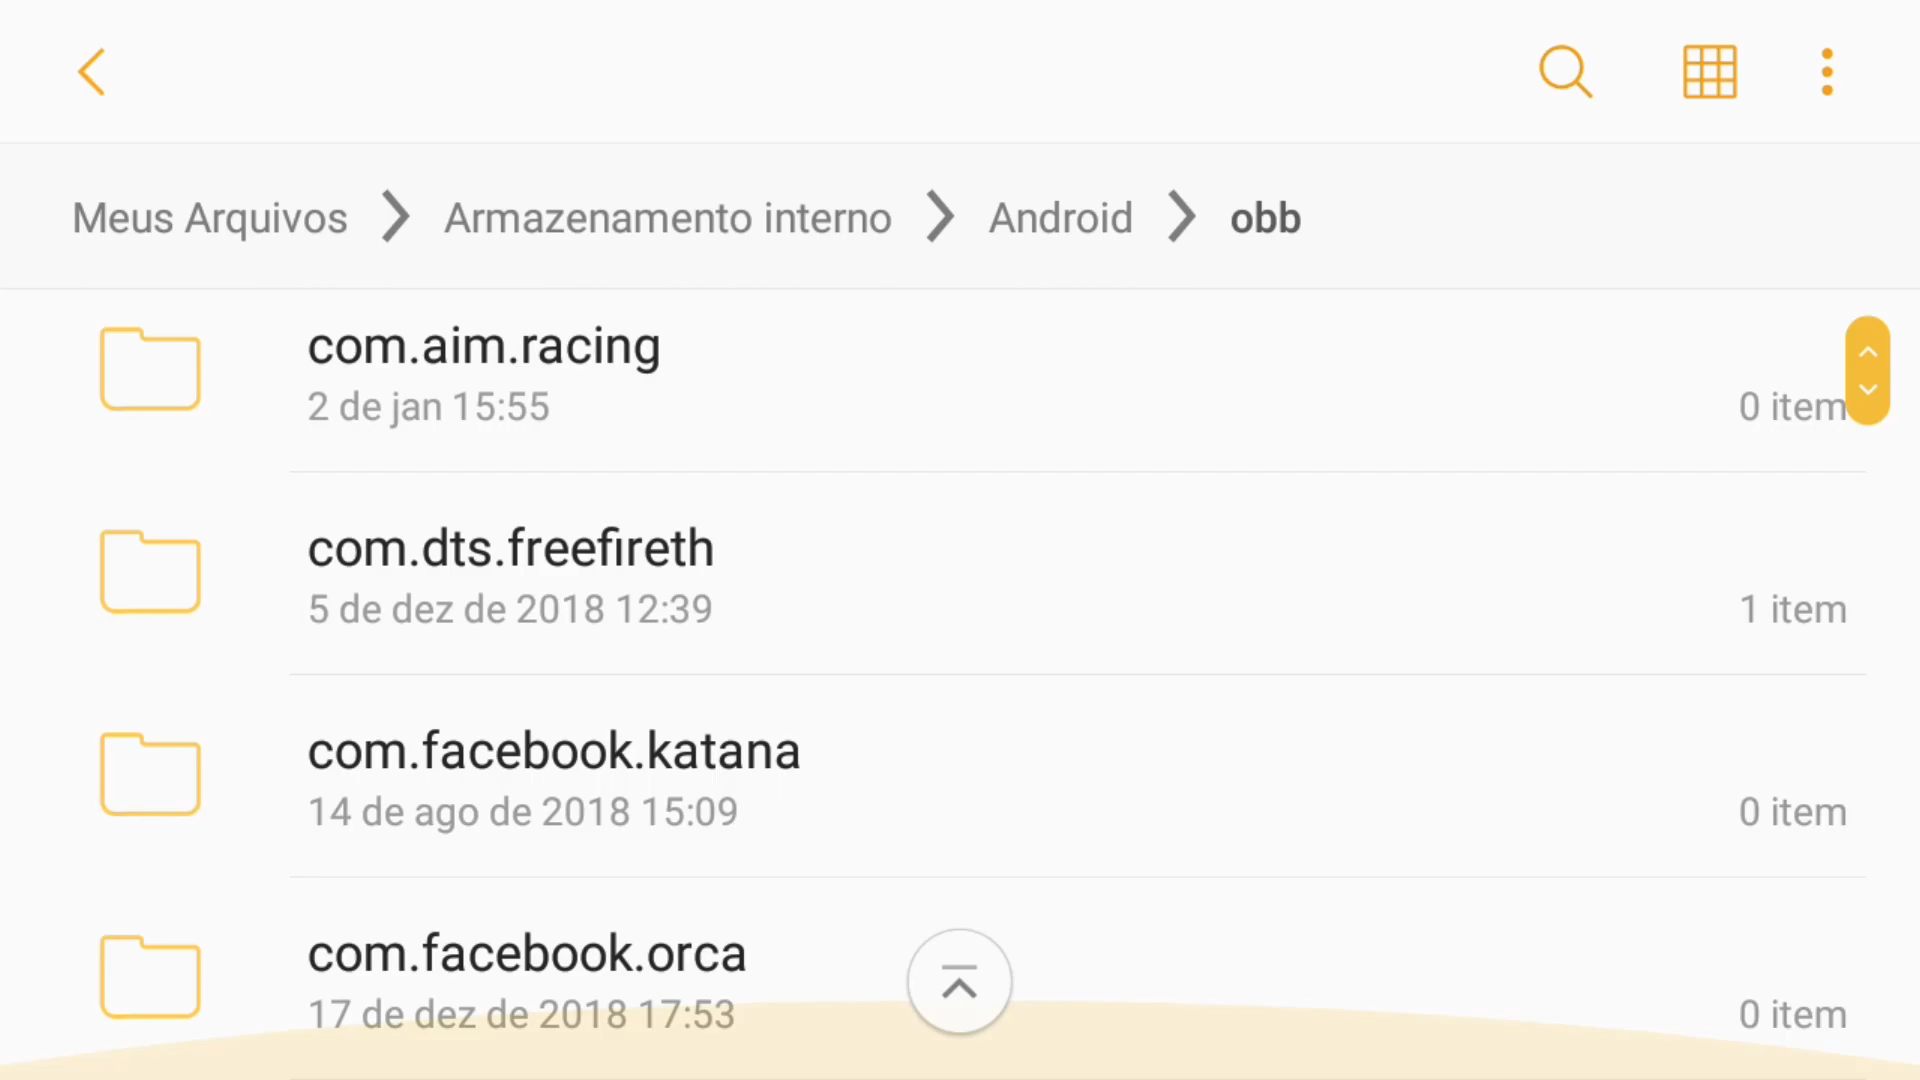 Meus Arquivos Armazenamento interno Android obb
com.aim.racing
2 de jan 15:55
0 item
com.dts.freefireth
5 de dez de 2018 12:39
1 item
com.facebook.katana
14 de ago de 2018 15:09
0 item
com.facebook.orca
17 de dez de 2018 17:53
0 item